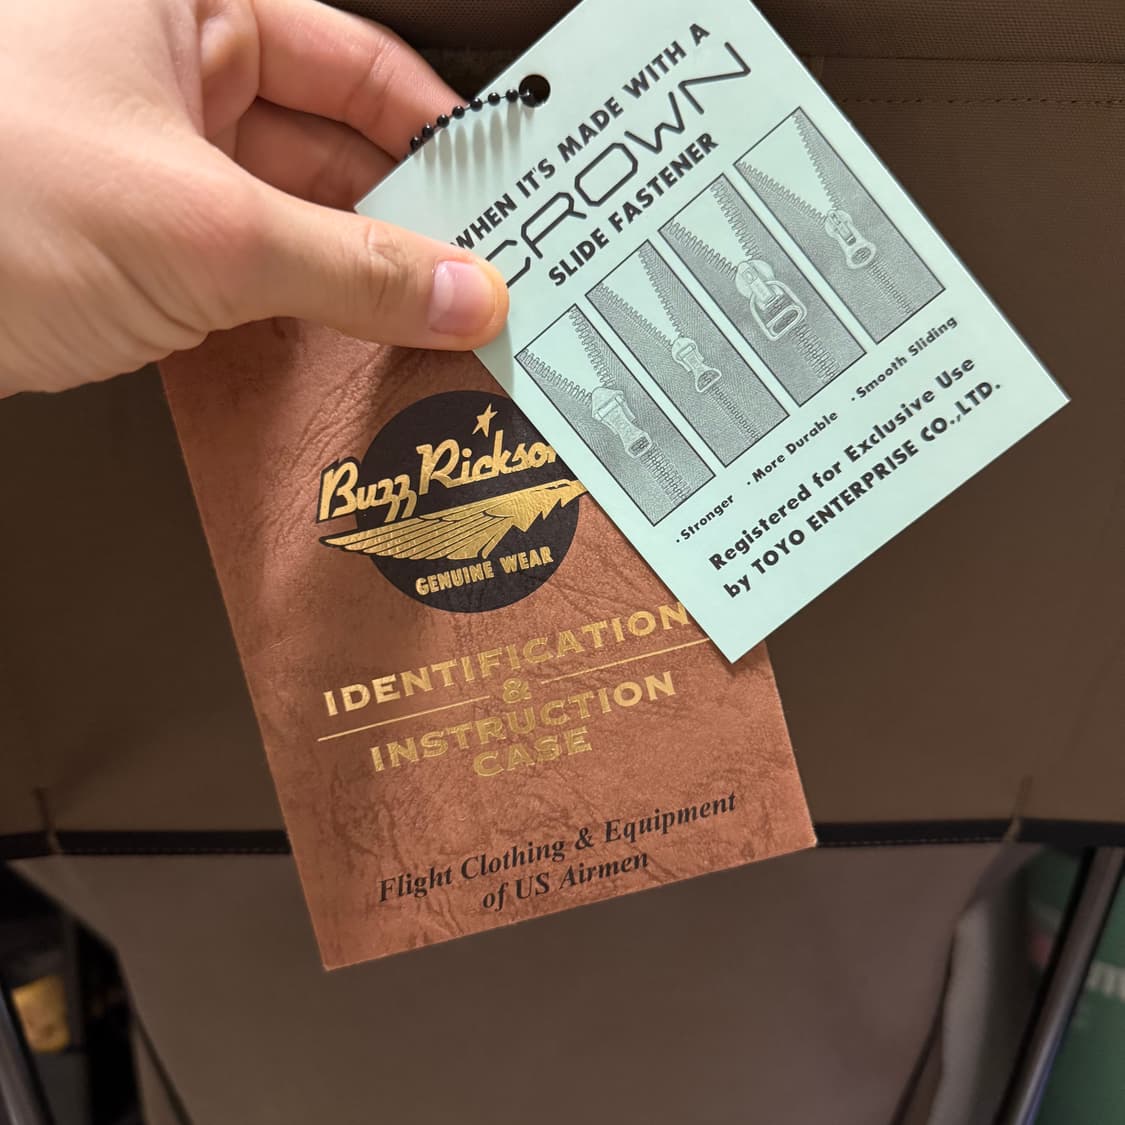 WHEN IT'S MADE WITH A
CROWN
SLIDE FASTENER
·Stronger ·More Durable ·Smooth Sliding
Registered for Exclusive Use
by TOYO ENTERPRISE CO.,LTD.
Buzz Rickson
GENUINE WEAR
IDENTIFICATION
&
INSTRUCTION
CASE
Flight Clothing & Equipment
of US Airmen